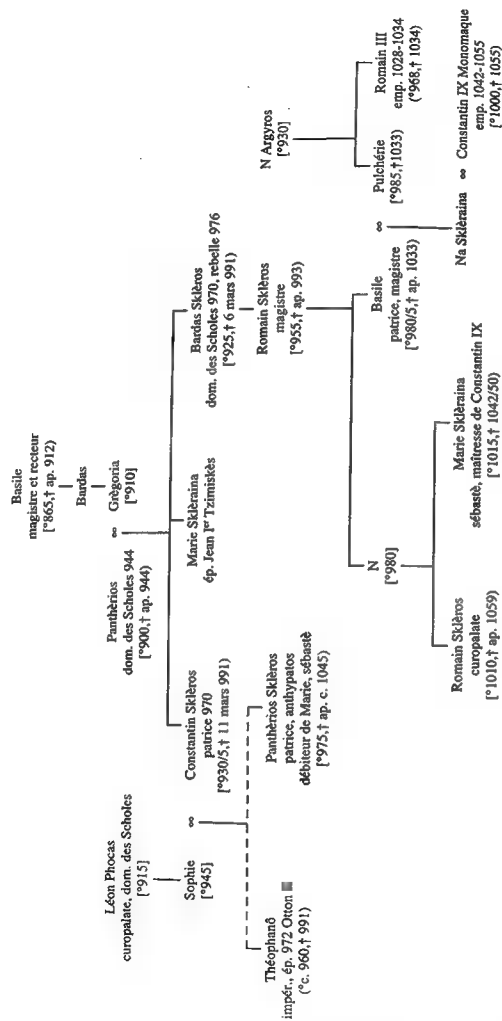 Basile
magistre et recteur
[°865,† ap. 912)
Bardas
Panthèrios
dom. des Scholes 944
[°900,† ap. 944)
∞
Grègoria
[°910]
Léon Phocas
curopalate, dom. des Scholes
[°915]
Sophie
[°945]
∞
Constantin Sklèros
patrice 970
[°930/5,† 11 mars 991)
Marie Sklèraina
ép. Jean Ier Tzimiskès
Bardas Sklèros
dom. des Scholes 970, rebelle 976
[°925,† 6 mars 991)
N Argyros
[°930]
Théophanô
impér., ép. 972 Otton
(°c. 960,† 991)
Panthèrios Sklèros
patrice, anthypatos
débiteur de Marie, sébastè
[°975,† ap. c. 1045)
Romain Sklèros
magistre
[°955,† ap. 993)
N
[°980]
Basile
patrice, magistre
[°980/5,† ap. 1033)
∞
Pulchérie
[°985,†1033)
Romain III
emp. 1028-1034
(°968,† 1034)
Romain Sklèros
curopalate
[°1010,† ap. 1059)
Marie Sklèraina
sébastè, maîtresse de Constantin IX
[°1015,† 1042/50)
Na Sklèraina
∞
Constantin IX Monomaque
emp. 1042-1055
[°1000,† 1055)